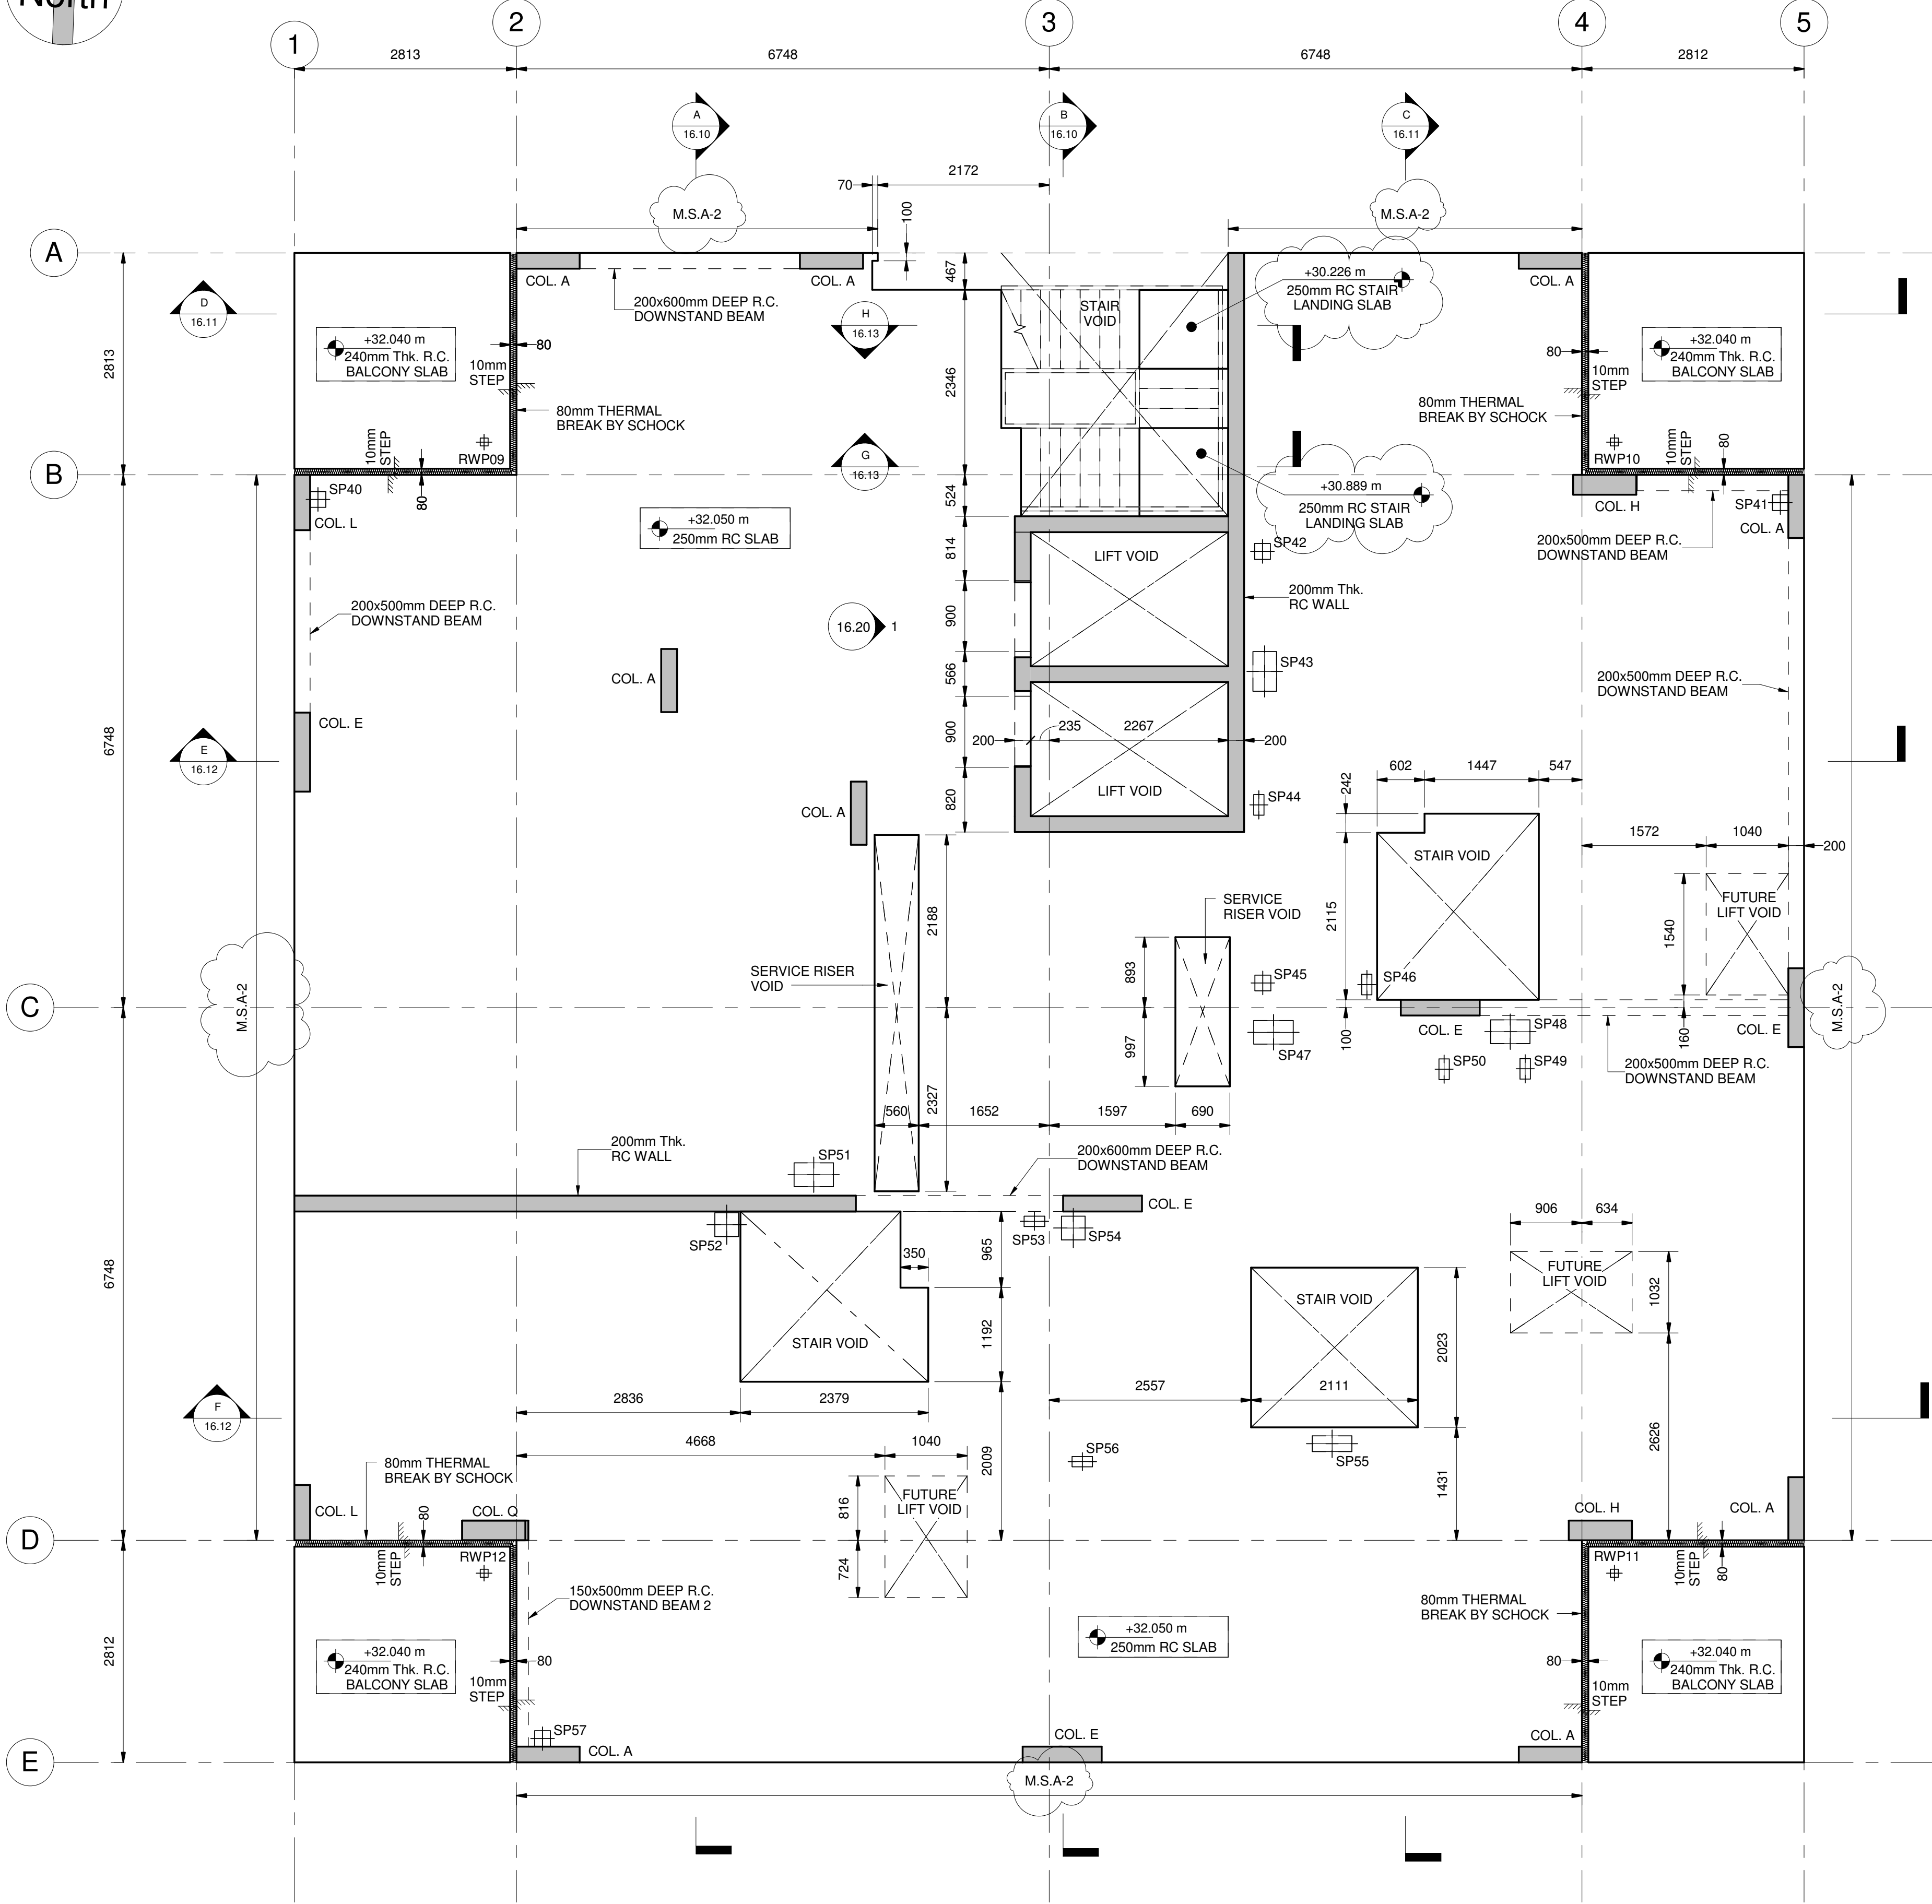 North
1
2
3
4
5
2813
6748
6748
2812
A
16.10
B
16.10
C
16.11
2172
70
100
M.S.A-2
M.S.A-2
A
D
16.11
COL. A
COL. A
COL. A
467
+30.226 m
250mm RC STAIR
LANDING SLAB
200x600mm DEEP R.C.
DOWNSTAND BEAM
STAIR
VOID
H
16.13
+32.040 m
240mm Thk. R.C.
BALCONY SLAB
80
10mm
STEP
2813
2346
80
10mm
STEP
+32.040 m
240mm Thk. R.C.
BALCONY SLAB
80mm THERMAL
BREAK BY SCHOCK
80mm THERMAL
BREAK BY SCHOCK
10mm
STEP
RWP09
G
16.13
RWP10
10mm
STEP
80
B
80
SP40
COL. L
524
+30.889 m
250mm RC STAIR
LANDING SLAB
COL. H
SP41
COL. A
+32.050 m
250mm RC SLAB
200x500mm DEEP R.C.
DOWNSTAND BEAM
814
LIFT VOID
SP42
200mm Thk.
RC WALL
200x500mm DEEP R.C.
DOWNSTAND BEAM
900
16.20
1
COL. A
566
SP43
200x500mm DEEP R.C.
DOWNSTAND BEAM
COL. E
6748
E
16.12
900
200
235
2267
200
LIFT VOID
820
SP44
COL. A
602
1447
547
242
STAIR VOID
1572
1040
200
FUTURE
LIFT VOID
1540
2115
2188
SERVICE
RISER VOID
893
SERVICE RISER
VOID
SP45
SP46
M.S.A-2
M.S.A-2
C
997
SP47
100
COL. E
SP48
COL. E
160
SP50
SP49
200x500mm DEEP R.C.
DOWNSTAND BEAM
2327
560
1652
1597
690
200mm Thk.
RC WALL
SP51
200x600mm DEEP R.C.
DOWNSTAND BEAM
COL. E
SP52
SP53
SP54
350
965
906
634
FUTURE
LIFT VOID
1032
6748
STAIR VOID
1192
STAIR VOID
2023
F
16.12
2836
2379
2557
2111
4668
1040
2009
SP56
SP55
2626
1431
80mm THERMAL
BREAK BY SCHOCK
816
FUTURE
LIFT VOID
COL. L
80
COL. Q
COL. H
COL. A
D
10mm
STEP
RWP12
724
RWP11
10mm
STEP
80
150x500mm DEEP R.C.
DOWNSTAND BEAM 2
80mm THERMAL
BREAK BY SCHOCK
2812
+32.040 m
240mm Thk. R.C.
BALCONY SLAB
80
10mm
STEP
+32.050 m
250mm RC SLAB
80
10mm
STEP
+32.040 m
240mm Thk. R.C.
BALCONY SLAB
SP57
COL. A
COL. E
COL. A
E
M.S.A-2